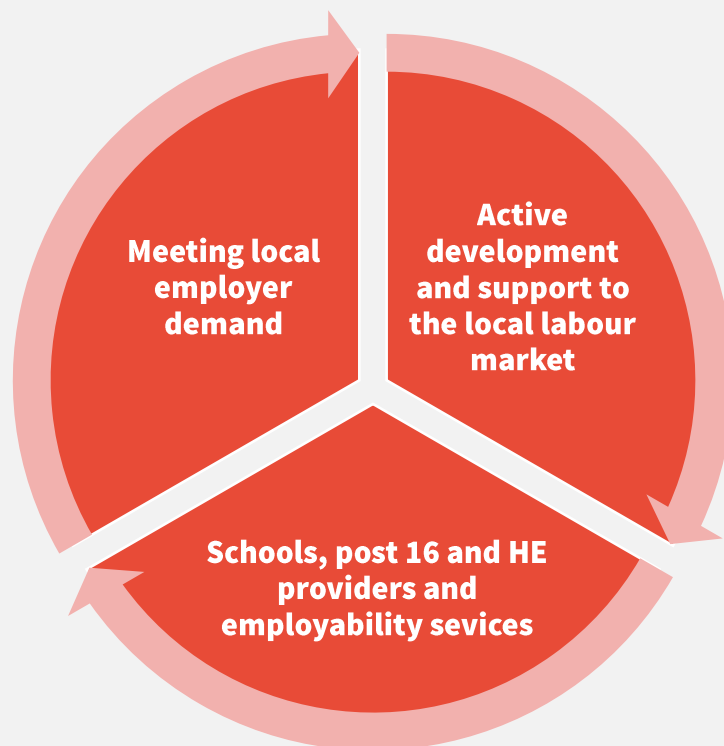 Meeting local
employer
demand
Active
development
and support to
the local labour
market
Schools, post 16 and HE
providers and
employability sevices